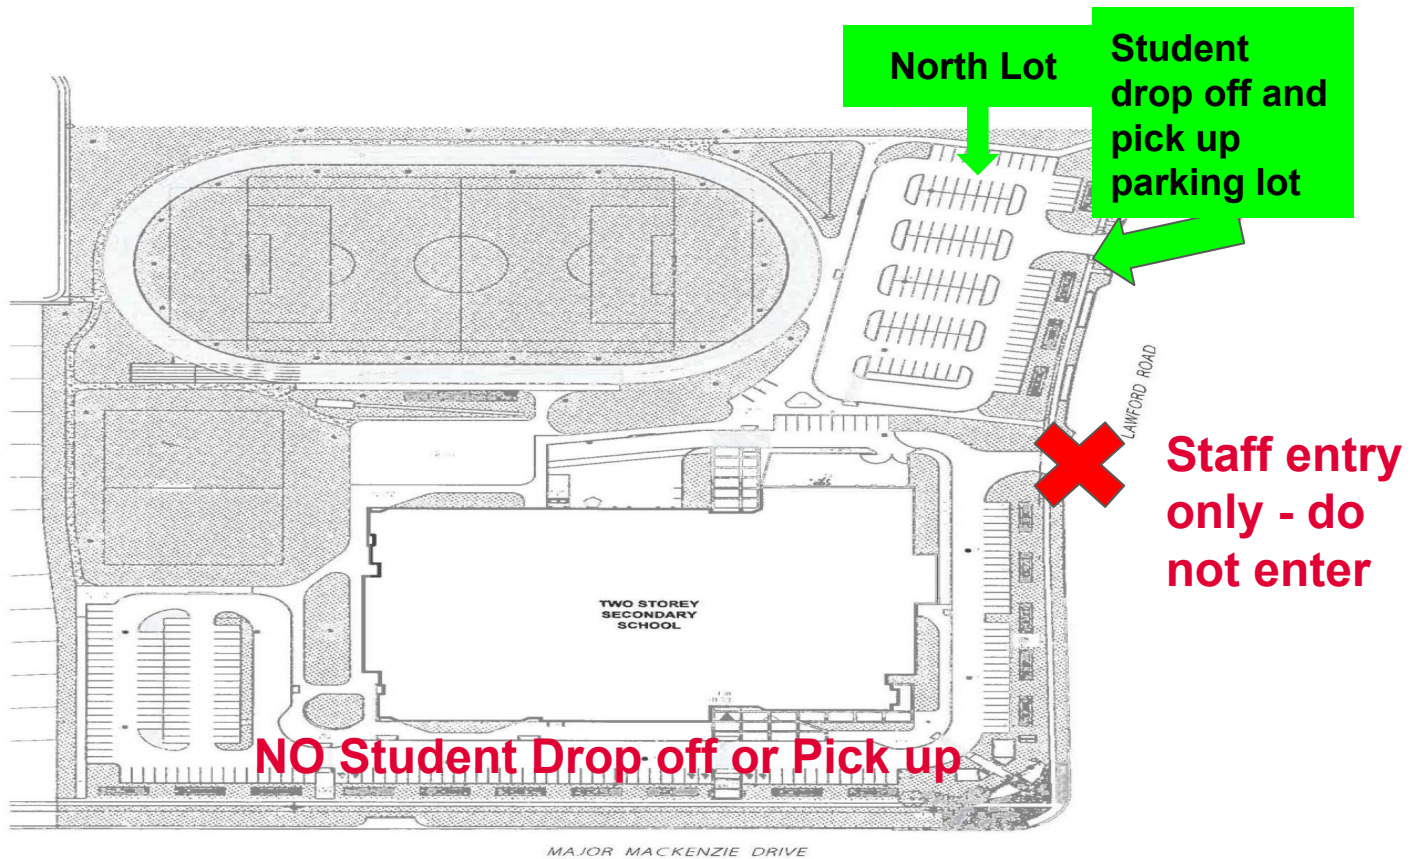 North Lot
Student
drop off and
pick up
parking lot
LAWFORD ROAD
Staff entry
only - do
not enter
TWO STOREY
SECONDARY
SCHOOL
NO Student Drop off or Pick up
MAJOR MACKENZIE DRIVE